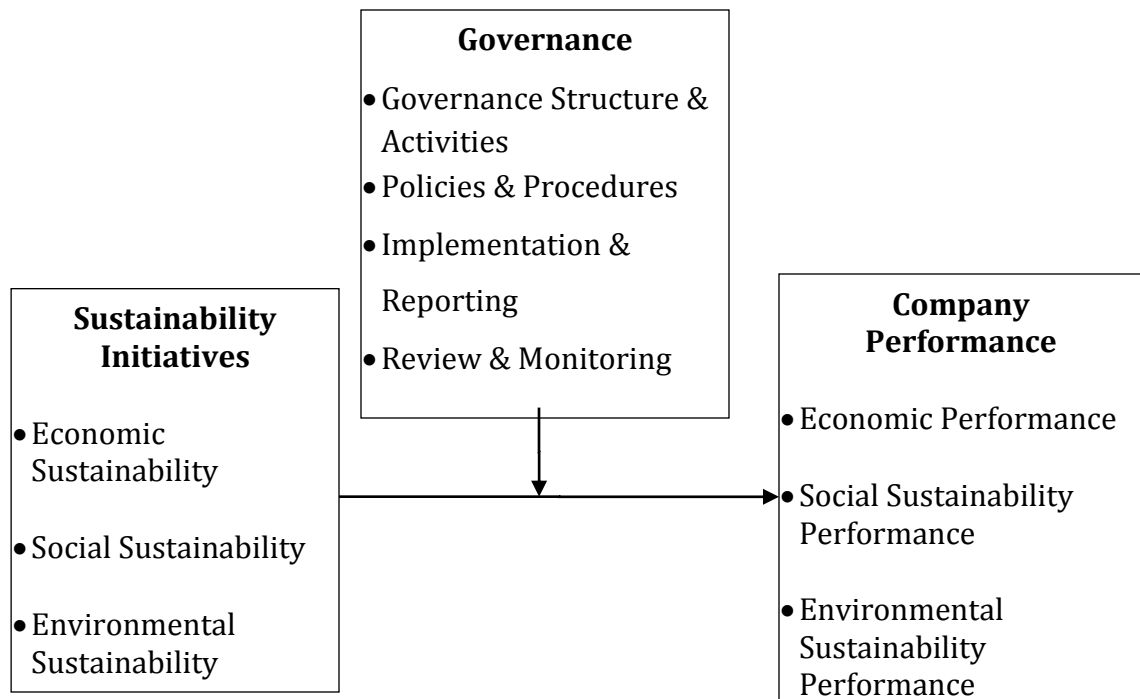 Governance
• Governance Structure &
Activities
• Policies & Procedures
• Implementation &
Reporting
• Review & Monitoring
Sustainability
Initiatives
• Economic
Sustainability
• Social Sustainability
• Environmental
Sustainability
Company
Performance
• Economic Performance
• Social Sustainability
Performance
• Environmental
Sustainability
Performance